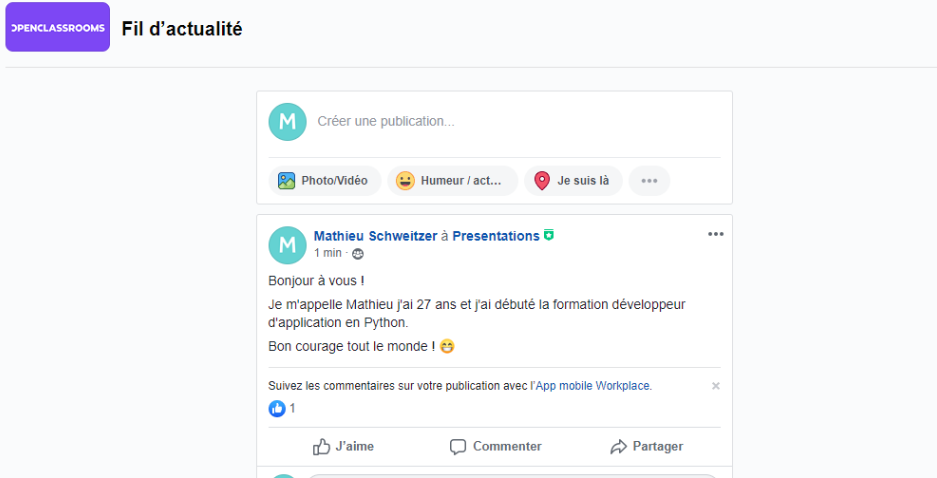 OPENCLASSROOMS
Fil d’actualité
M
Créer une publication...
Photo/Vidéo
Humeur / act...
Je suis là
M
Mathieu Schweitzer à Presentations
1 min ·
Bonjour à vous !
Je m'appelle Mathieu j'ai 27 ans et j'ai débuté la formation développeur
d'application en Python.
Bon courage tout le monde !
Suivez les commentaires sur votre publication avec l'App mobile Workplace.
1
J’aime
Commenter
Partager